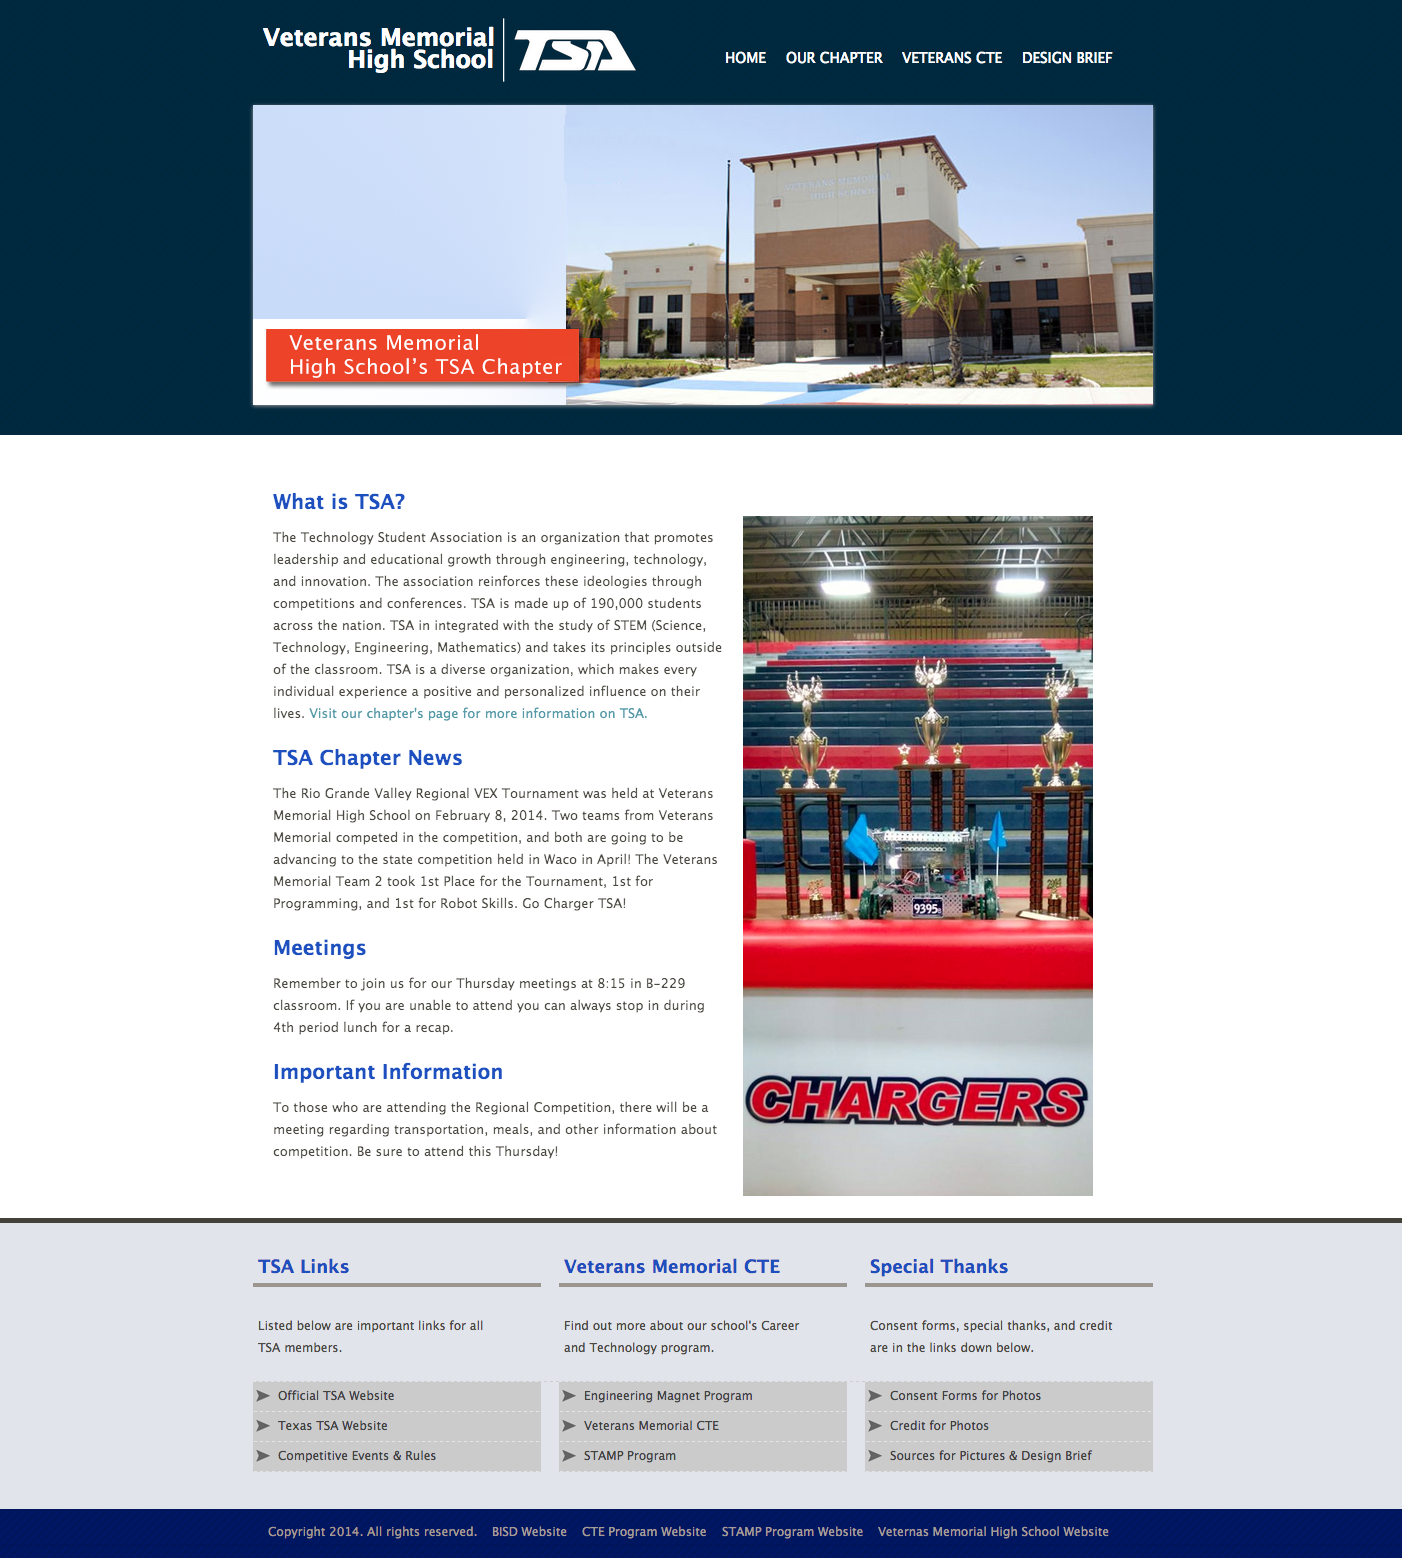 Veterans Memorial
High School
TSA
HOME OUR CHAPTER VETERANS CTE DESIGN BRIEF
VETERANS MEMORIAL
HIGH SCHOOL
Veterans Memorial
High School's TSA Chapter
What is TSA?
The Technology Student Association is an organization that promotes
leadership and educational growth through engineering, technology,
and innovation. The association reinforces these ideologies through
competitions and conferences. TSA is made up of 190,000 students
across the nation. TSA in integrated with the study of STEM (Science,
Technology, Engineering, Mathematics) and takes its principles outside
of the classroom. TSA is a diverse organization, which makes every
individual experience a positive and personalized influence on their
lives. Visit our chapter's page for more information on TSA.
TSA Chapter News
The Rio Grande Valley Regional VEX Tournament was held at Veterans
Memorial High School on February 8, 2014. Two teams from Veterans
Memorial competed in the competition, and both are going to be
advancing to the state competition held in Waco in April! The Veterans
Memorial Team 2 took 1st Place for the Tournament, 1st for
Programming, and 1st for Robot Skills. Go Charger TSA!
Meetings
Remember to join us for our Thursday meetings at 8:15 in B-229
classroom. If you are unable to attend you can always stop in during
4th period lunch for a recap.
Important Information
To those who are attending the Regional Competition, there will be a
meeting regarding transportation, meals, and other information about
competition. Be sure to attend this Thursday!
9395
CHARGERS
TSA Links
Listed below are important links for all
TSA members.
Official TSA Website
Texas TSA Website
Competitive Events & Rules
Veterans Memorial CTE
Find out more about our school's Career
and Technology program.
Engineering Magnet Program
Veterans Memorial CTE
STAMP Program
Special Thanks
Consent forms, special thanks, and credit
are in the links down below.
Consent Forms for Photos
Credit for Photos
Sources for Pictures & Design Brief
Copyright 2014. All rights reserved. BISD Website CTE Program Website STAMP Program Website Veternas Memorial High School Website